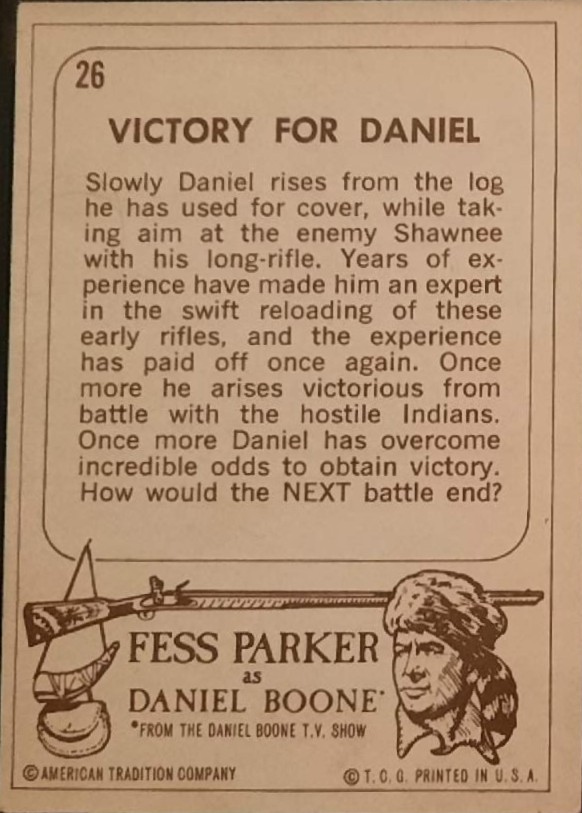 26
VICTORY FOR DANIEL
Slowly Daniel rises from the log
he has used for cover, while tak-
ing aim at the enemy Shawnee
with his long-rifle. Years of ex-
perience have made him an expert
in the swift reloading of these
early rifles, and the experience
has paid off once again. Once
more he arises victorious from
battle with the hostile Indians.
Once more Daniel has overcome
incredible odds to obtain victory.
How would the NEXT battle end?
FESS PARKER
as
DANIEL BOONE*
*FROM THE DANIEL BOONE T.V. SHOW
© AMERICAN TRADITION COMPANY
© T. C. G. PRINTED IN U. S. A.